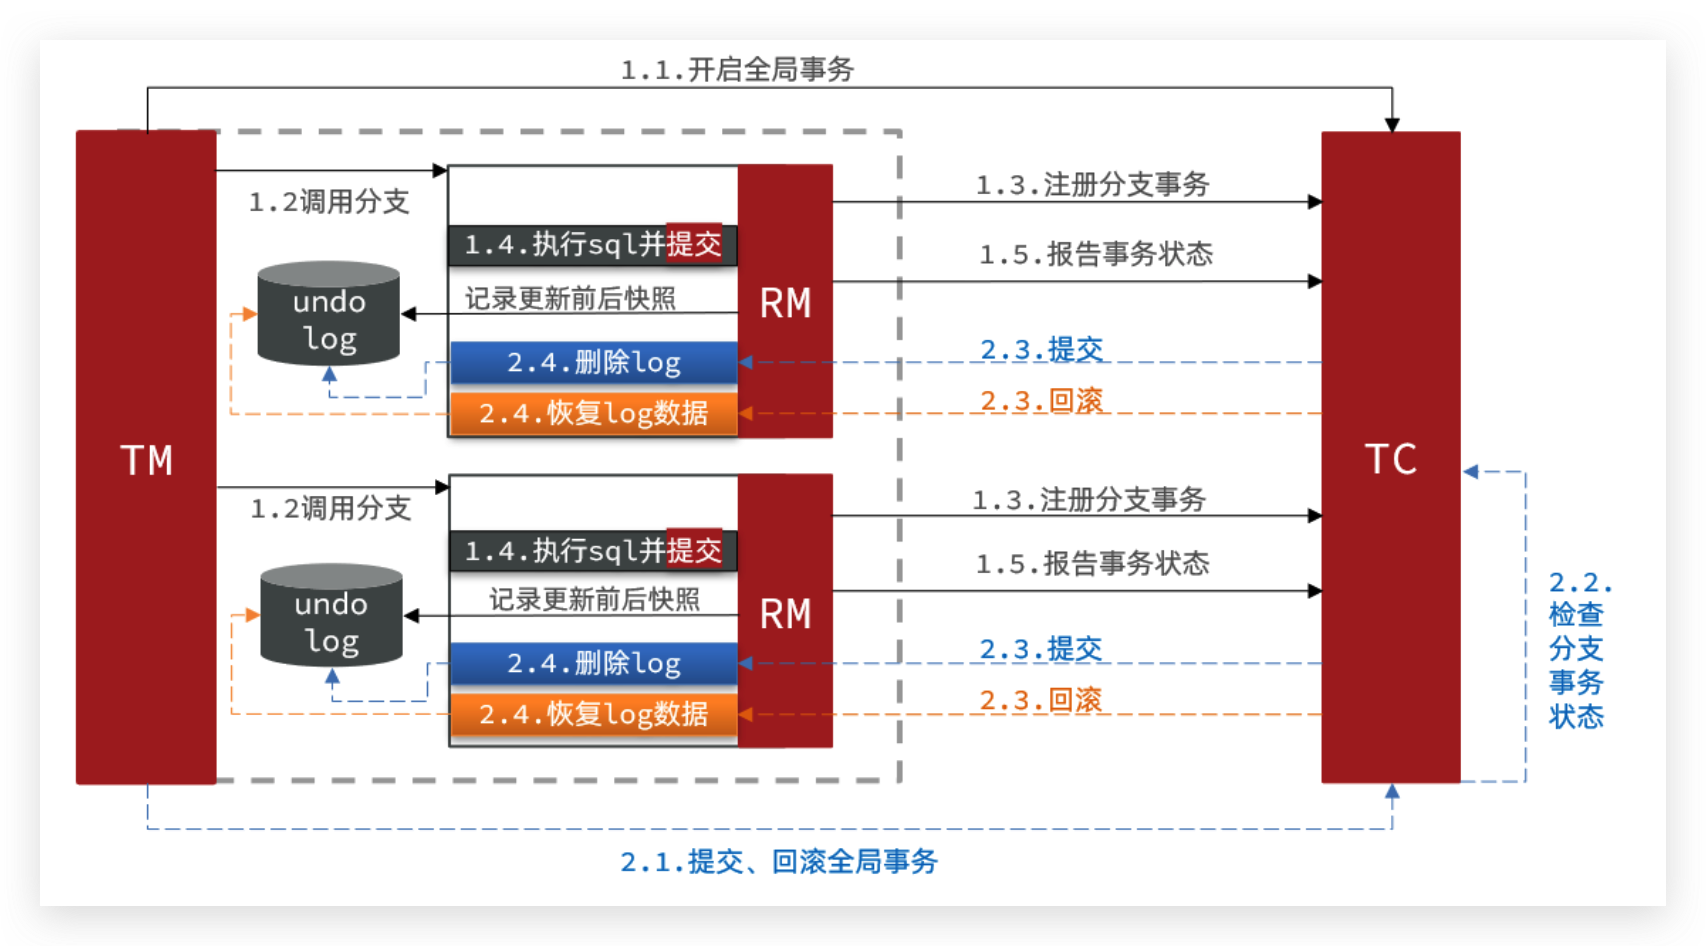 1.1.开启全局事务
TM
1.2调用分支
1.4.执行sql并提交
记录更新前后快照
undo
log
2.4.删除log
2.4.恢复log数据
RM
1.3.注册分支事务
1.5.报告事务状态
2.3.提交
2.3.回滚
1.2调用分支
1.4.执行sql并提交
记录更新前后快照
undo
log
2.4.删除log
2.4.恢复log数据
RM
1.3.注册分支事务
1.5.报告事务状态
2.3.提交
2.3.回滚
TC
2.2.
检查
分支
事务
状态
2.1.提交、回滚全局事务